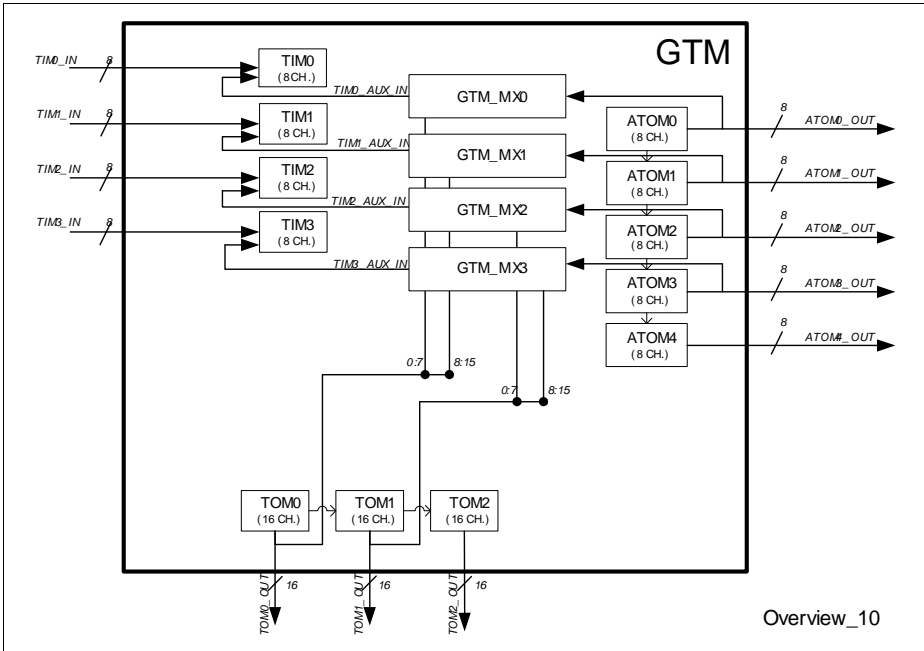 GTM
TIM0_IN
8
TIM0
(8 CH.)
TIM0_AUX_IN
GTM_MX0
ATOM0
(8 CH.)
8
ATOM0_OUT
TIM1_IN
8
TIM1
(8 CH.)
TIM1_AUX_IN
GTM_MX1
ATOM1
(8 CH.)
8
ATOM1_OUT
TIM2_IN
8
TIM2
(8 CH.)
TIM2_AUX_IN
GTM_MX2
ATOM2
(8 CH.)
8
ATOM2_OUT
TIM3_IN
8
TIM3
(8 CH.)
TIM3_AUX_IN
GTM_MX3
ATOM3
(8 CH.)
8
ATOM3_OUT
ATOM4
(8 CH.)
8
ATOM4_OUT
0:7
8:15
0:7
8:15
TOM0
(16 CH.)
TOM1
(16 CH.)
TOM2
(16 CH.)
TOM0_OUT
16
TOM1_OUT
16
TOM2_OUT
16
Overview_10